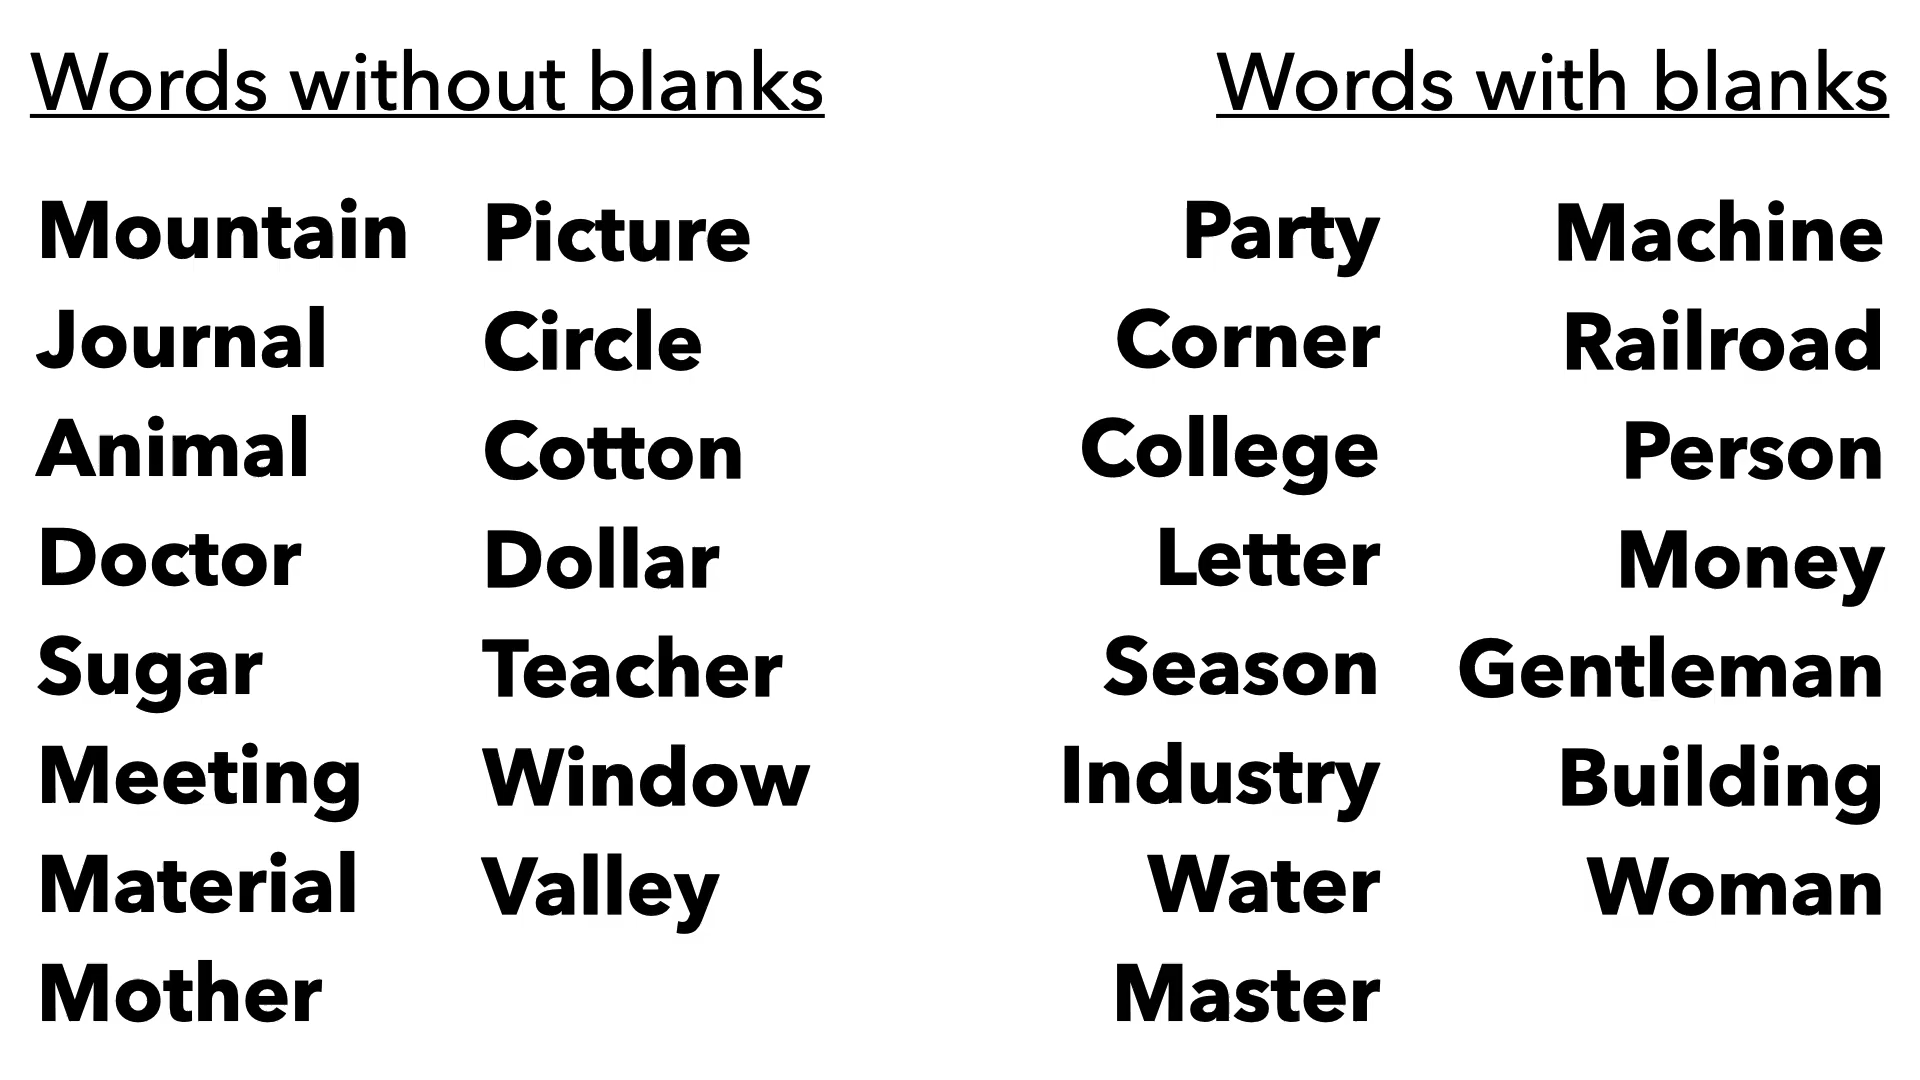 Words without blanks
Mountain
Journal
Animal
Doctor
Sugar
Meeting
Material
Mother
Picture
Circle
Cotton
Dollar
Teacher
Window
Valley
Words with blanks
Party
Corner
College
Letter
Season
Industry
Water
Master
Machine
Railroad
Person
Money
Gentleman
Building
Woman